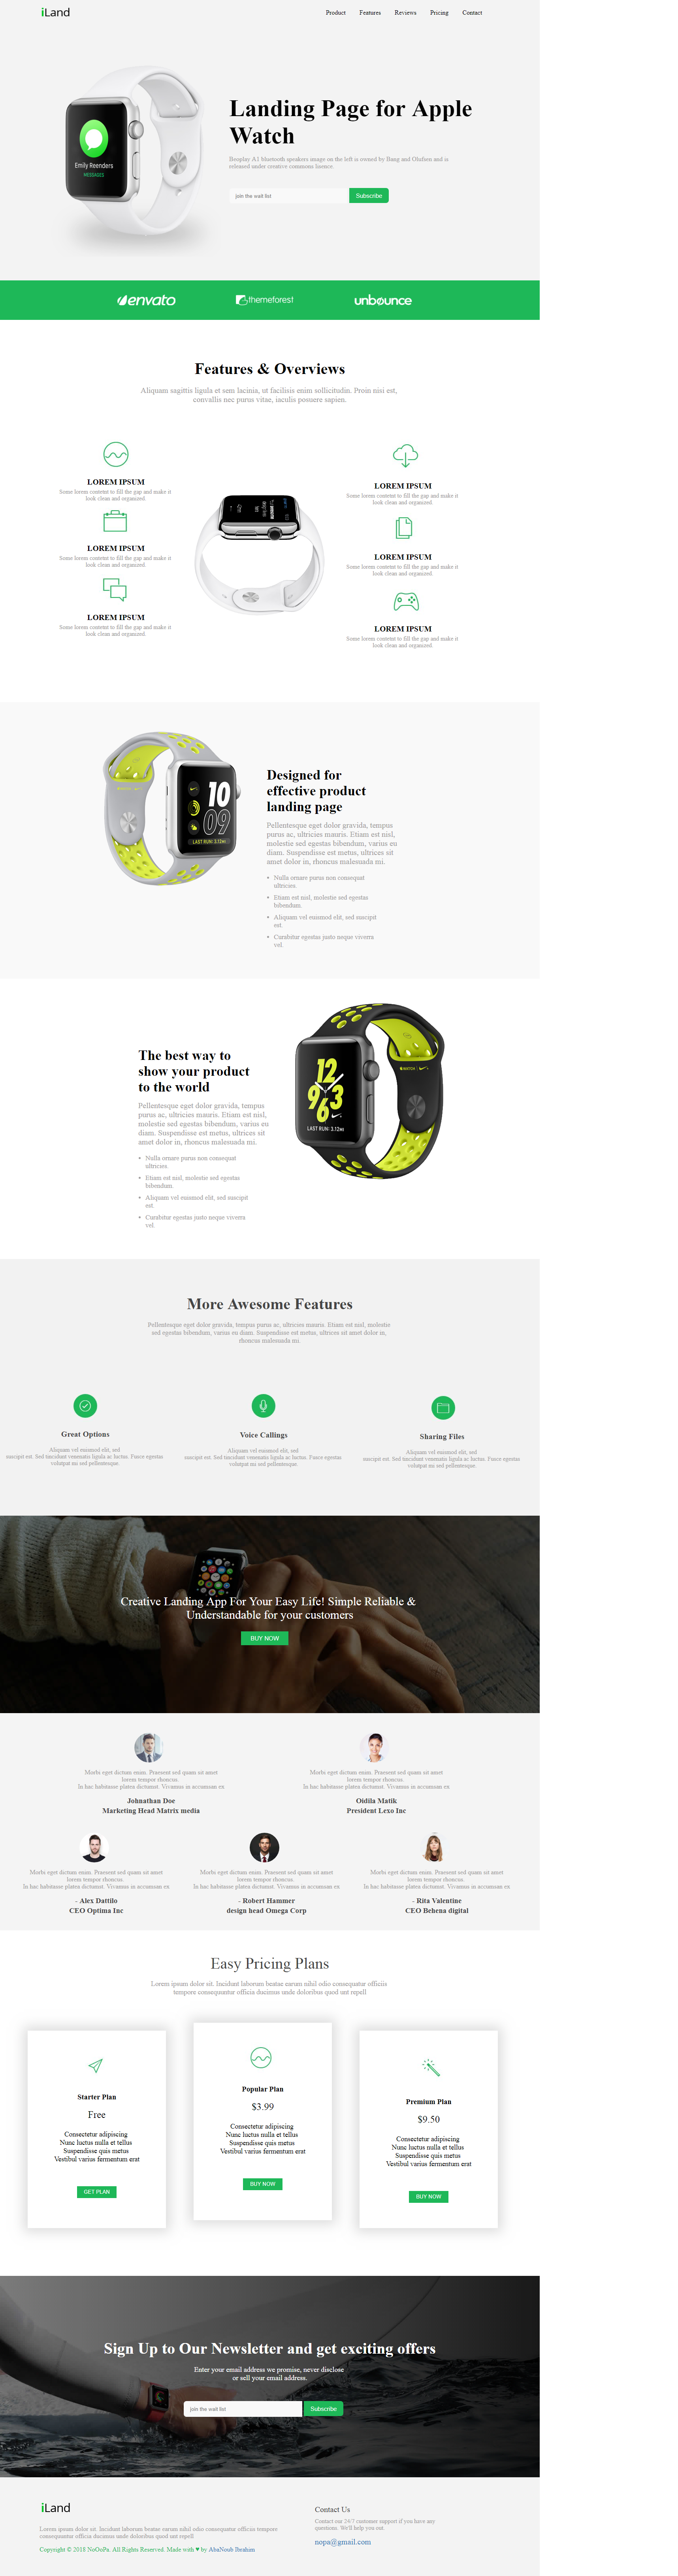 iLand
Product Features Reviews Pricing Contact
Emily Reenders
MESSAGES
Landing Page for Apple
Watch
Beoplay A1 bluetooth speakers image on the left is owned by Bang and Olufsen and is
released under creative commons licence.
join the wait list
Subscribe
envato
themeforest
unbounce
Features & Overviews
Aliquam sagittis ligula et sem lacinia, ut facilisis enim sollicitudin. Proin nisi est,
convallis nec purus vitae, iaculis posuere sapien.
LOREM IPSUM
Some lorem contetnt to fill the gap and make it
look clean and organized.
LOREM IPSUM
Some lorem contetnt to fill the gap and make it
look clean and organized.
LOREM IPSUM
Some lorem contetnt to fill the gap and make it
look clean and organized.
LOREM IPSUM
Some lorem contetnt to fill the gap and make it
look clean and organized.
LOREM IPSUM
Some lorem contetnt to fill the gap and make it
look clean and organized.
LOREM IPSUM
Some lorem contetnt to fill the gap and make it
look clean and organized.
10
09
LAST RUN: 3.12MI
Designed for
effective product
landing page
Pellentesque eget dolor gravida, tempus
purus ac, ultricies mauris. Etiam est nisl,
molestie sed egestas bibendum, varius eu
diam. Suspendisse est metus, ultrices sit
amet dolor in, rhoncus malesuada mi.
• Nulla ornare purus non consequat
ultricies.
• Etiam est nisl, molestie sed egestas
bibendum.
• Aliquam vel euismod elit, sed suscipit
est.
• Curabitur egestas justo neque viverra
vel.
The best way to
show your product
to the world
Pellentesque eget dolor gravida, tempus
purus ac, ultricies mauris. Etiam est nisl,
molestie sed egestas bibendum, varius eu
diam. Suspendisse est metus, ultrices sit
amet dolor in, rhoncus malesuada mi.
• Nulla ornare purus non consequat
ultricies.
• Etiam est nisl, molestie sed egestas
bibendum.
• Aliquam vel euismod elit, sed suscipit
est.
• Curabitur egestas justo neque viverra
vel.
12
9 3
6
LAST RUN: 3.12MI
More Awesome Features
Pellentesque eget dolor gravida, tempus purus ac, ultricies mauris. Etiam est nisl, molestie
sed egestas bibendum, varius eu diam. Suspendisse est metus, ultrices sit amet dolor in,
rhoncus malesuada mi.
Great Options
Aliquam vel euismod elit, sed
suscipit est. Sed tincidunt venenatis ligula ac luctus. Fusce egestas
volutpat mi sed pellentesque.
Voice Callings
Aliquam vel euismod elit, sed
suscipit est. Sed tincidunt venenatis ligula ac luctus. Fusce egestas
volutpat mi sed pellentesque.
Sharing Files
Aliquam vel euismod elit, sed
suscipit est. Sed tincidunt venenatis ligula ac luctus. Fusce egestas
volutpat mi sed pellentesque.
Creative Landing App For Your Easy Life! Simple Reliable &
Understandable for your customers
BUY NOW
Morbi eget dictum enim. Praesent sed quam sit amet
lorem tempor rhoncus.
In hac habitasse platea dictumst. Vivamus in accumsan ex
Johnathan Doe
Marketing Head Matrix media
Morbi eget dictum enim. Praesent sed quam sit amet
lorem tempor rhoncus.
In hac habitasse platea dictumst. Vivamus in accumsan ex
Oidila Matik
President Lexo Inc
Morbi eget dictum enim. Praesent sed quam sit amet
lorem tempor rhoncus.
In hac habitasse platea dictumst. Vivamus in accumsan ex
- Alex Dattilo
CEO Optima Inc
Morbi eget dictum enim. Praesent sed quam sit amet
lorem tempor rhoncus.
In hac habitasse platea dictumst. Vivamus in accumsan ex
- Robert Hammer
design head Omega Corp
Morbi eget dictum enim. Praesent sed quam sit amet
lorem tempor rhoncus.
In hac habitasse platea dictumst. Vivamus in accumsan ex
- Rita Valentine
CEO Behena digital
Easy Pricing Plans
Lorem ipsum dolor sit. Incidunt laborum beatae earum nihil odio consequatur officiis
tempore consequuntur officia ducimus unde doloribus quod unt repell
Starter Plan
Free
Consectetur adipiscing
Nunc luctus nulla et tellus
Suspendisse quis metus
Vestibul varius fermentum erat
GET PLAN
Popular Plan
$3.99
Consectetur adipiscing
Nunc luctus nulla et tellus
Suspendisse quis metus
Vestibul varius fermentum erat
BUY NOW
Premium Plan
$9.50
Consectetur adipiscing
Nunc luctus nulla et tellus
Suspendisse quis metus
Vestibul varius fermentum erat
BUY NOW
Sign Up to Our Newsletter and get exciting offers
Enter your email address we promise, never disclose
or sell your email address.
join the wait list
Subscribe
iLand
Lorem ipsum dolor sit. Incidunt laborum beatae earum nihil odio consequatur officiis tempore
consequuntur officia ducimus unde doloribus quod unt repell
Copyright © 2018 NoGoPa. All Rights Reserved. Made with ♥ by AbaNoub Ibrahim
Contact Us
Contact our 24/7 customer support if you have any
questions. We'll help you out
nopa@gmail.com